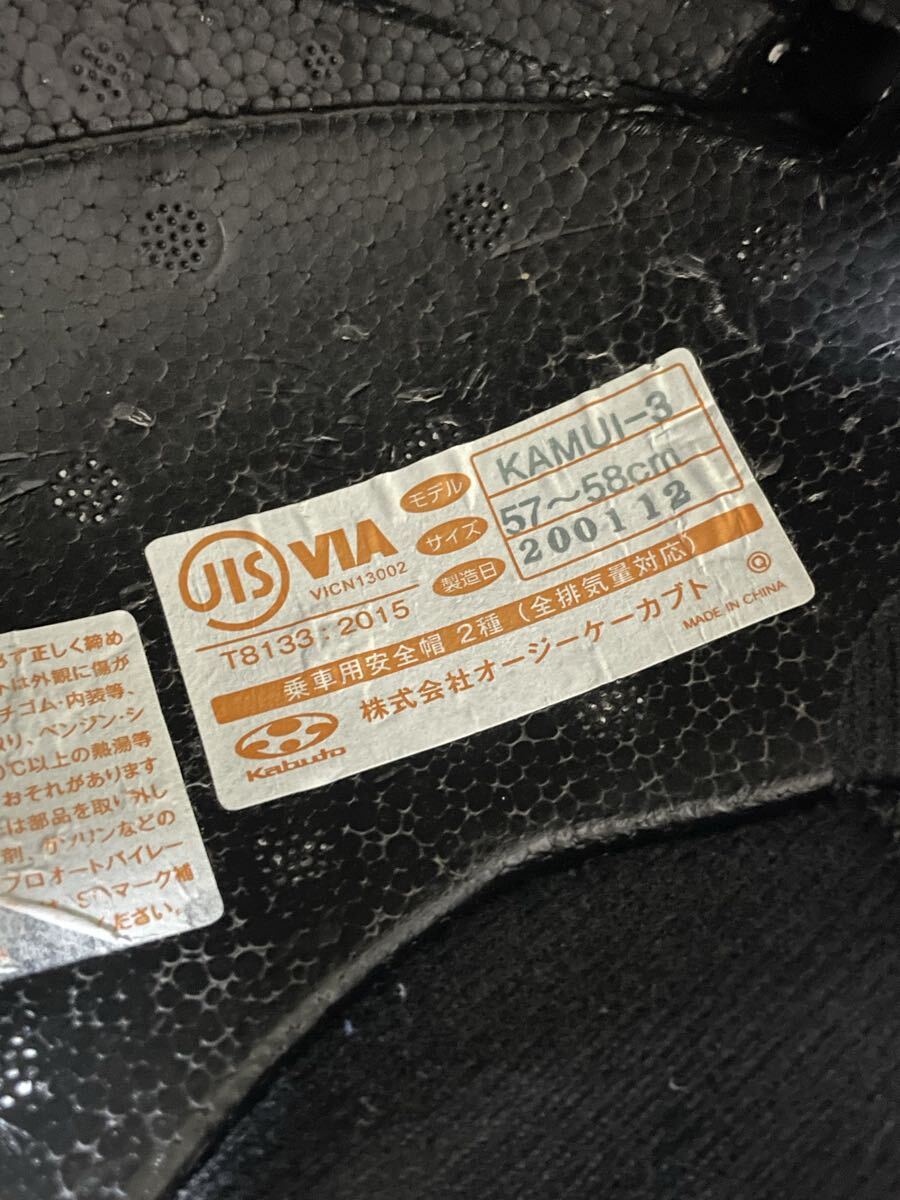 JIS VIA
VICN13002
T8133 : 2015
モデル KAMUI-3
サイズ 57～58cm
製造日 200112
乗車用安全帽 2種 (全排気量対応)
Kabuto 株式会社オージーケーカブト
MADE IN CHINA
Q
正しく締め
は外観に傷が
チゴム・内装等、
り、ベンジン・シ
℃以上の熱湯等
おそれがあります
は部品を取り外し
剤、ガソリンなどの
プロオートバイレー
マーク補
ください。